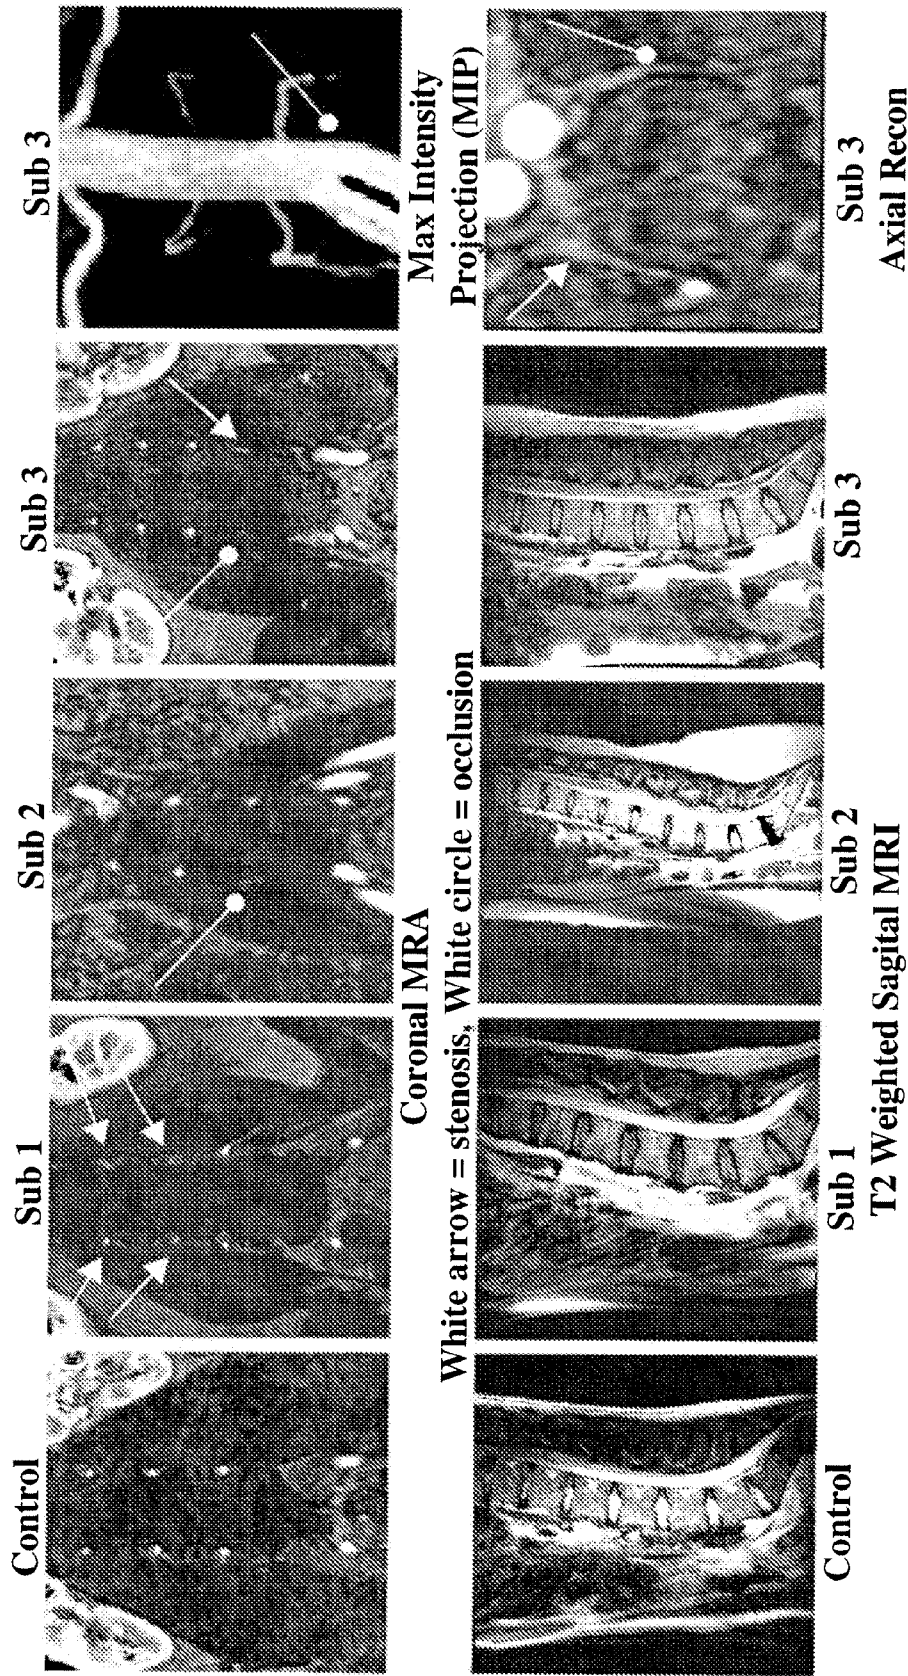 Control
Sub 1
Sub 2
Sub 3
Sub 3
Coronal MRA
Max Intensity
Projection (MIP)
White arrow = stenosis, White circle = occlusion
Control
Sub 1
Sub 2
Sub 3
Sub 3
T2 Weighted Sagital MRI
Axial Recon